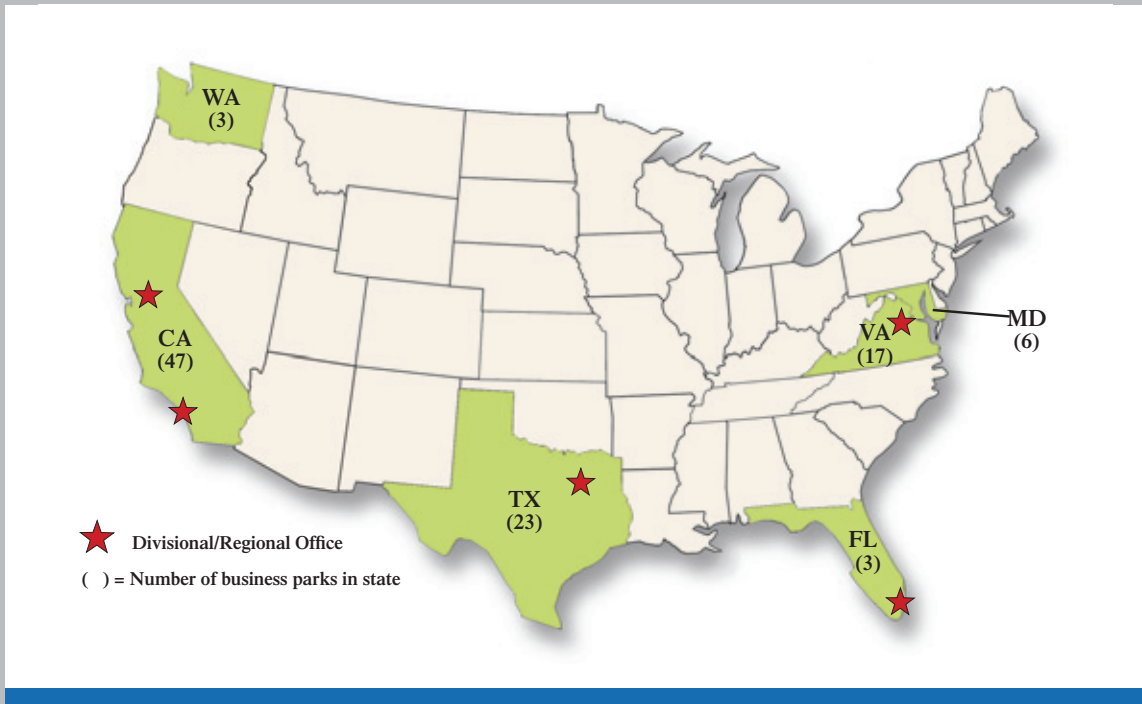 WA
(3)
CA
(47)
TX
(23)
VA
(17)
MD
(6)
FL
(3)
Divisional/Regional Office
( ) = Number of business parks in state